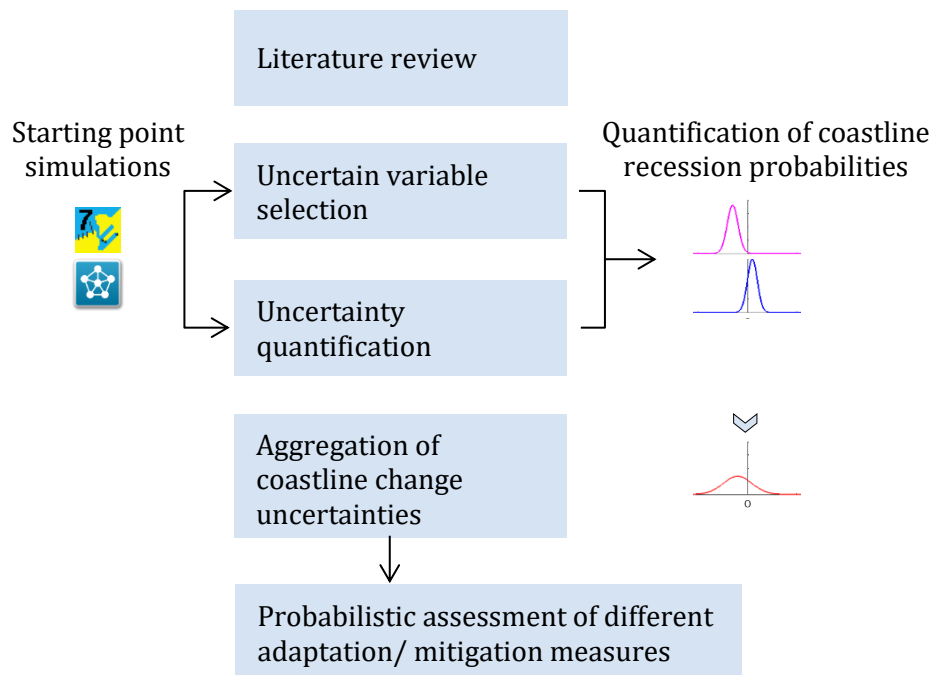 Literature review
Starting point
simulations
7
Uncertain variable
selection
Uncertainty
quantification
Quantification of coastline
recession probabilities
Aggregation of
coastline change
uncertainties
0
Probabilistic assessment of different
adaptation/ mitigation measures